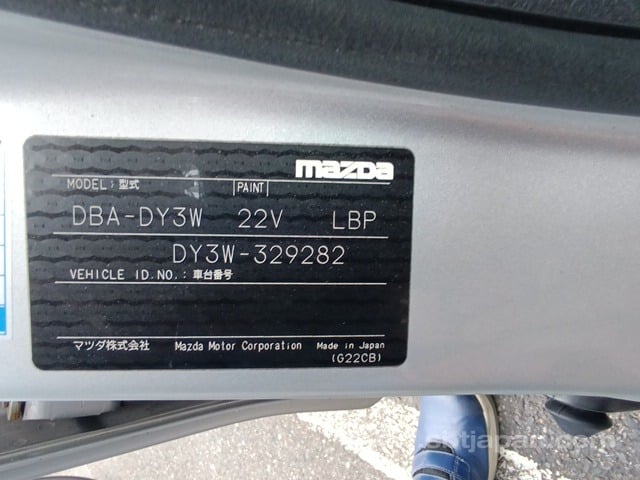 mazda
MODEL : 型式 PAINT
DBA-DY3W 22V LBP
DY3W-329282
VEHICLE ID.NO.: 車台番号
マツダ株式会社 Mazda Motor Corporation Made in Japan
(G22CB)